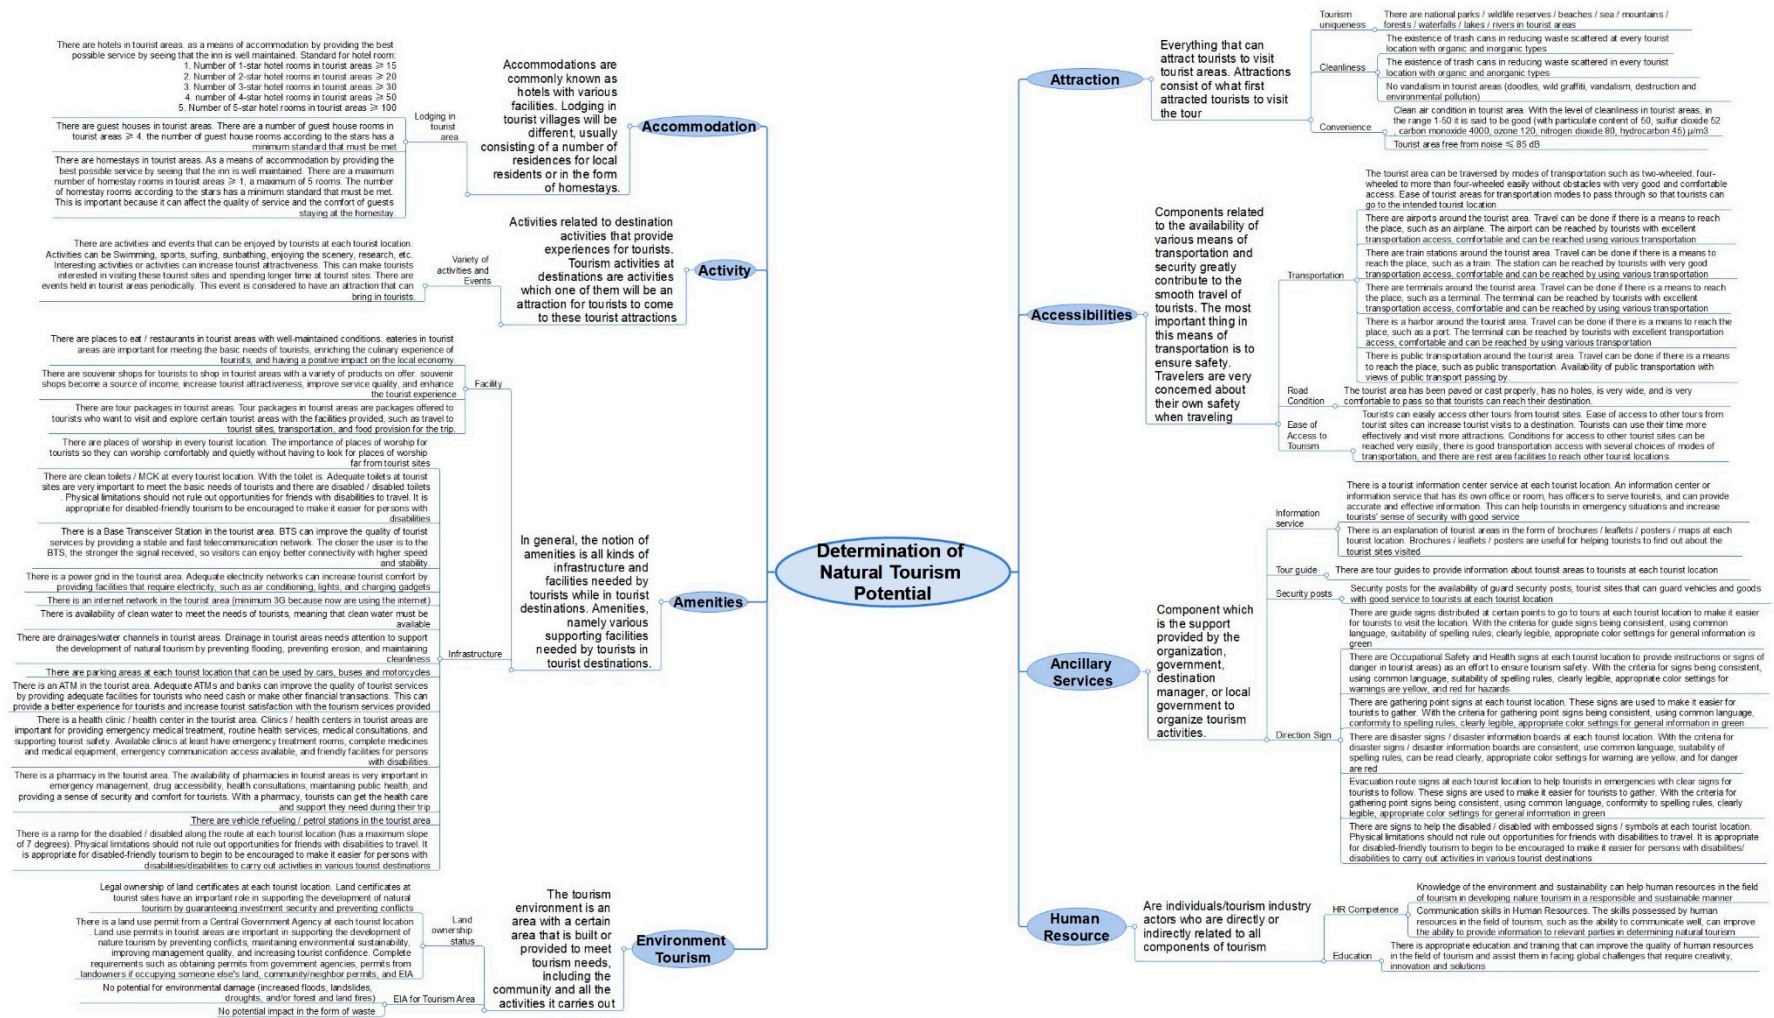 Determination of
Natural Tourism
Potential
Accommodation
Accommodations are
commonly known as
hotels with various
facilities. Lodging in
tourist villages will be
different, usually
consisting of a number of
residences for local
residents or in the form
of homestays.
Lodging in
tourist
area
There are hotels in tourist areas. as a means of accommodation by providing the best
possible service by seeing that the inn is well maintained. Standard for hotel room:
1. Number of 1-star hotel rooms in tourist areas ⩾ 15
2. Number of 2-star hotel rooms in tourist areas ⩾ 20
3. Number of 3-star hotel rooms in tourist areas ⩾ 30
4. number of 4-star hotel rooms in tourist areas ⩾ 50
5. Number of 5-star hotel rooms in tourist areas ⩾ 100
There are guest houses in tourist areas. There are a number of guest house rooms in
tourist areas ⩾ 4. the number of guest house rooms according to the stars has a
minimum standard that must be met
There are homestays in tourist areas. As a means of accommodation by providing the
best possible service by seeing that the inn is well maintained. There are a maximum
number of homestay rooms in tourist areas ⩾ 1, a maximum of 5 rooms. The number
of homestay rooms according to the stars has a minimum standard that must be met.
This is important because it can affect the quality of service and the comfort of guests
staying at the homestay.
Activity
Activities related to destination
activities that provide
experiences for tourists.
Tourism activities at
destinations are activities
which one of them will be an
attraction for tourists to come
to these tourist attractions
Variety of
activities and
Events
There are activities and events that can be enjoyed by tourists at each tourist location.
Activities can be Swimming, sports, surfing, sunbathing, enjoying the scenery, research, etc.
Interesting activities or activities can increase tourist attractiveness. This can make tourists
interested in visiting these tourist sites and spending longer time at tourist sites. There are
events held in tourist areas periodically. This event is considered to have an attraction that can
bring in tourists.
Amenities
In general, the notion of
amenities is all kinds of
infrastructure and
facilities needed by
tourists while in tourist
destinations. Amenities,
namely various
supporting facilities
needed by tourists in
tourist destinations.
Facility
There are places to eat / restaurants in tourist areas with well-maintained conditions. eateries in tourist
areas are important for meeting the basic needs of tourists, enriching the culinary experience of
tourists, and having a positive impact on the local economy.
There are souvenir shops for tourists to shop in tourist areas with a variety of products on offer. souvenir
shops become a source of income, increase tourist attractiveness, improve service quality, and enhance
the tourist experience
There are tour packages in tourist areas. Tour packages in tourist areas are packages offered to
tourists who want to visit and explore certain tourist areas with the facilities provided, such as travel to
tourist sites, transportation, and food provision for the trip.
Infrastructure
There are places of worship in every tourist location. The importance of places of worship for
tourists so they can worship comfortably and quietly without having to look for places of worship
far from tourist sites
There are clean toilets / MCK at every tourist location. With the toilet is. Adequate toilets at tourist
sites are very important to meet the basic needs of tourists and there are disabled / disabled toilets
. Physical limitations should not rule out opportunities for friends with disabilities to travel. It is
appropriate for disabled-friendly tourism to be encouraged to make it easier for persons with
disabilities
There is a Base Transceiver Station in the tourist area. BTS can improve the quality of tourist
services by providing a stable and fast telecommunication network. The closer the user is to the
BTS, the stronger the signal received, so visitors can enjoy better connectivity with higher speed
and stability.
There is a power grid in the tourist area. Adequate electricity networks can increase tourist comfort by
providing facilities that require electricity, such as air conditioning, lights, and charging gadgets
There is an internet network in the tourist area (minimum 3G because now are using the internet)
There is availability of clean water to meet the needs of tourists, meaning that clean water must be
available
There are drainages/water channels in tourist areas. Drainage in tourist areas needs attention to support
the development of natural tourism by preventing flooding, preventing erosion, and maintaining
cleanliness
There are parking areas at each tourist location that can be used by cars, buses and motorcycles
There is an ATM in the tourist area. Adequate ATMs and banks can improve the quality of tourist services
by providing adequate facilities for tourists who need cash or make other financial transactions. This can
provide a better experience for tourists and increase tourist satisfaction with the tourism services provided
There is a health clinic / health center in the tourist area. Clinics / health centers in tourist areas are
important for providing emergency medical treatment, routine health services, medical consultations, and
supporting tourist safety. Available clinics at least have emergency treatment rooms, complete medicines
and medical equipment, emergency communication access available, and friendly facilities for persons
with disabilities.
There is a pharmacy in the tourist area. The availability of pharmacies in tourist areas is very important in
emergency management, drug accessibility, health consultations, maintaining public health, and
providing a sense of security and comfort for tourists. With a pharmacy, tourists can get the health care
and support they need during their trip
There are vehicle refueling / petrol stations in the tourist area
There is a ramp for the disabled / disabled along the route at each tourist location (has a maximum slope
of 7 degrees). Physical limitations should not rule out opportunities for friends with disabilities to travel. It
is appropriate for disabled-friendly tourism to begin to be encouraged to make it easier for persons with
disabilities/disabilities to carry out activities in various tourist destinations
Environment
Tourism
The tourism
environment is an
area with a certain
area that is built or
provided to meet
tourism needs,
including the
community and all the
activities it carries out
Land
ownership
status
Legal ownership of land certificates at each tourist location. Land certificates at
tourist sites have an important role in supporting the development of natural
tourism by guaranteeing investment security and preventing conflicts
There is a land use permit from a Central Government Agency at each tourist location
. Land use permits in tourist areas are important in supporting the development of
nature tourism by preventing conflicts, maintaining environmental sustainability,
improving management quality, and increasing tourist confidence. Complete
requirements such as obtaining permits from government agencies, permits from
landowners if occupying someone else's land, community/neighbor permits, and EIA
EIA for Tourism Area
No potential for environmental damage (increased floods, landslides,
droughts, and/or forest and land fires)
No potential impact in the form of waste
Attraction
Everything that can
attract tourists to visit
tourist areas. Attractions
consist of what first
attracted tourists to visit
the tour
Tourism
uniqueness
There are national parks / wildlife reserves / beaches / sea / mountains /
forests / waterfalls / lakes / rivers in tourist areas
Cleanliness
The existence of trash cans in reducing waste scattered at every tourist
location with organic and inorganic types
The existence of trash cans in reducing waste scattered in every tourist
location with organic and anorganic types
No vandalism in tourist areas (doodles, wild graffiti, vandalism, destruction and
environmental pollution)
Convenience
Clean air condition in tourist area. With the level of cleanliness in tourist areas, in
the range 1-50 it is said to be good (with particulate content of 50, sulfur dioxide 52
, carbon monoxide 4000, ozone 120, nitrogen dioxide 80, hydrocarbon 45) μ/m3
Tourist area free from noise ⩽ 85 dB
Accessibilities
Components related
to the availability of
various means of
transportation and
security greatly
contribute to the
smooth travel of
tourists. The most
important thing in
this means of
transportation is to
ensure safety.
Travelers are very
concerned about
their own safety
when traveling
Transportation
The tourist area can be traversed by modes of transportation such as two-wheeled, four-
wheeled to more than four-wheeled easily without obstacles with very good and comfortable
access. Ease of tourist areas for transportation modes to pass through so that tourists can
go to the intended tourist location
There are airports around the tourist area. Travel can be done if there is a means to reach
the place, such as an airplane. The airport can be reached by tourists with excellent
transportation access, comfortable and can be reached using various transportation
There are train stations around the tourist area. Travel can be done if there is a means to
reach the place, such as a train. The station can be reached by tourists with very good
transportation access, comfortable and can be reached by using various transportation
There are terminals around the tourist area. Travel can be done if there is a means to reach
the place, such as a terminal. The terminal can be reached by tourists with excellent
transportation access, comfortable and can be reached by using various transportation
There is a harbor around the tourist area. Travel can be done if there is a means to reach the
place, such as a port. The terminal can be reached by tourists with excellent transportation
access, comfortable and can be reached by using various transportation
There is public transportation around the tourist area. Travel can be done if there is a means
to reach the place, such as public transportation. Availability of public transportation with
views of public transport passing by.
Road
Condition
The tourist area has been paved or cast properly, has no holes, is very wide, and is very
comfortable to pass so that tourists can reach their destination.
Ease of
Access to
Tourism
Tourists can easily access other tours from tourist sites. Ease of access to other tours from
tourist sites can increase tourist visits to a destination. Tourists can use their time more
effectively and visit more attractions. Conditions for access to other tourist sites can be
reached very easily, there is good transportation access with several choices of modes of
transportation, and there are rest area facilities to reach other tourist locations.
Ancillary
Services
Component which
is the support
provided by the
organization,
government,
destination
manager, or local
government to
organize tourism
activities.
Information
service
There is a tourist information center service at each tourist location. An information center or
information service that has its own office or room, has officers to serve tourists, and can provide
accurate and effective information. This can help tourists in emergency situations and increase
tourists' sense of security with good service
There is an explanation of tourist areas in the form of brochures / leaflets / posters / maps at each
tourist location. Brochures / leaflets / posters are useful for helping tourists to find out about the
tourist sites visited
Tour guide
There are tour guides to provide information about tourist areas to tourists at each tourist location
Security posts
Security posts for the availability of guard security posts, tourist sites that can guard vehicles and goods
with good service to tourists at each tourist location
Direction Sign
There are guide signs distributed at certain points to go to tours at each tourist location to make it easier
for tourists to visit the location. With the criteria for guide signs being consistent, using common
language, suitability of spelling rules, clearly legible, appropriate color settings for general information is
green
There are Occupational Safety and Health signs at each tourist location to provide instructions or signs of
danger in tourist areas) as an effort to ensure tourism safety. With the criteria for signs being consistent,
using common language, suitability of spelling rules, clearly legible, appropriate color settings for
warnings are yellow, and red for hazards
There are gathering point signs at each tourist location. These signs are used to make it easier for
tourists to gather. With the criteria for gathering point signs being consistent, using common language,
conformity to spelling rules, clearly legible, appropriate color settings for general information in green
There are disaster signs / disaster information boards at each tourist location. With the criteria for
disaster signs / disaster information boards are consistent, use common language, suitability of
spelling rules, can be read clearly, appropriate color settings for warning are yellow, and for danger
are red
Evacuation route signs at each tourist location to help tourists in emergencies with clear signs for
tourists to follow. These signs are used to make it easier for tourists to gather. With the criteria for
gathering point signs being consistent, using common language, conformity to spelling rules, clearly
legible, appropriate color settings for general information in green
There are signs to help the disabled / disabled with embossed signs / symbols at each tourist location.
Physical limitations should not rule out opportunities for friends with disabilities to travel. It is appropriate
for disabled-friendly tourism to begin to be encouraged to make it easier for persons with disabilities/
disabilities to carry out activities in various tourist destinations
Human
Resource
Are individuals/tourism industry
actors who are directly or
indirectly related to all
components of tourism
HR Competence
Knowledge of the environment and sustainability can help human resources in the field
of tourism in developing nature tourism in a responsible and sustainable manner
Communication skills in Human Resources. The skills possessed by human
resources in the field of tourism, such as the ability to communicate well, can improve
the ability to provide information to relevant parties in determining natural tourism
Education
There is appropriate education and training that can improve the quality of human resources
in the field of tourism and assist them in facing global challenges that require creativity,
innovation and solutions